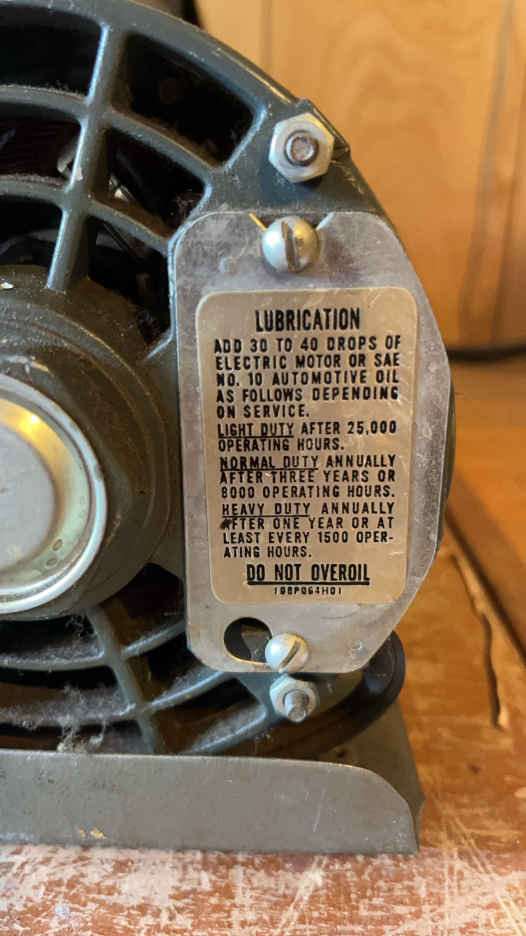 LUBRICATION
ADD 30 TO 40 DROPS OF
ELECTRIC MOTOR OR SAE
NO. 10 AUTOMOTIVE OIL
AS FOLLOWS DEPENDING
ON SERVICE.
LIGHT DUTY AFTER 25,000
OPERATING HOURS.
NORMAL DUTY ANNUALLY
AFTER THREE YEARS OR
8000 OPERATING HOURS.
HEAVY DUTY ANNUALLY
AFTER ONE YEAR OR AT
LEAST EVERY 1500 OPER-
ATING HOURS.
DO NOT OVEROIL
108P064H01